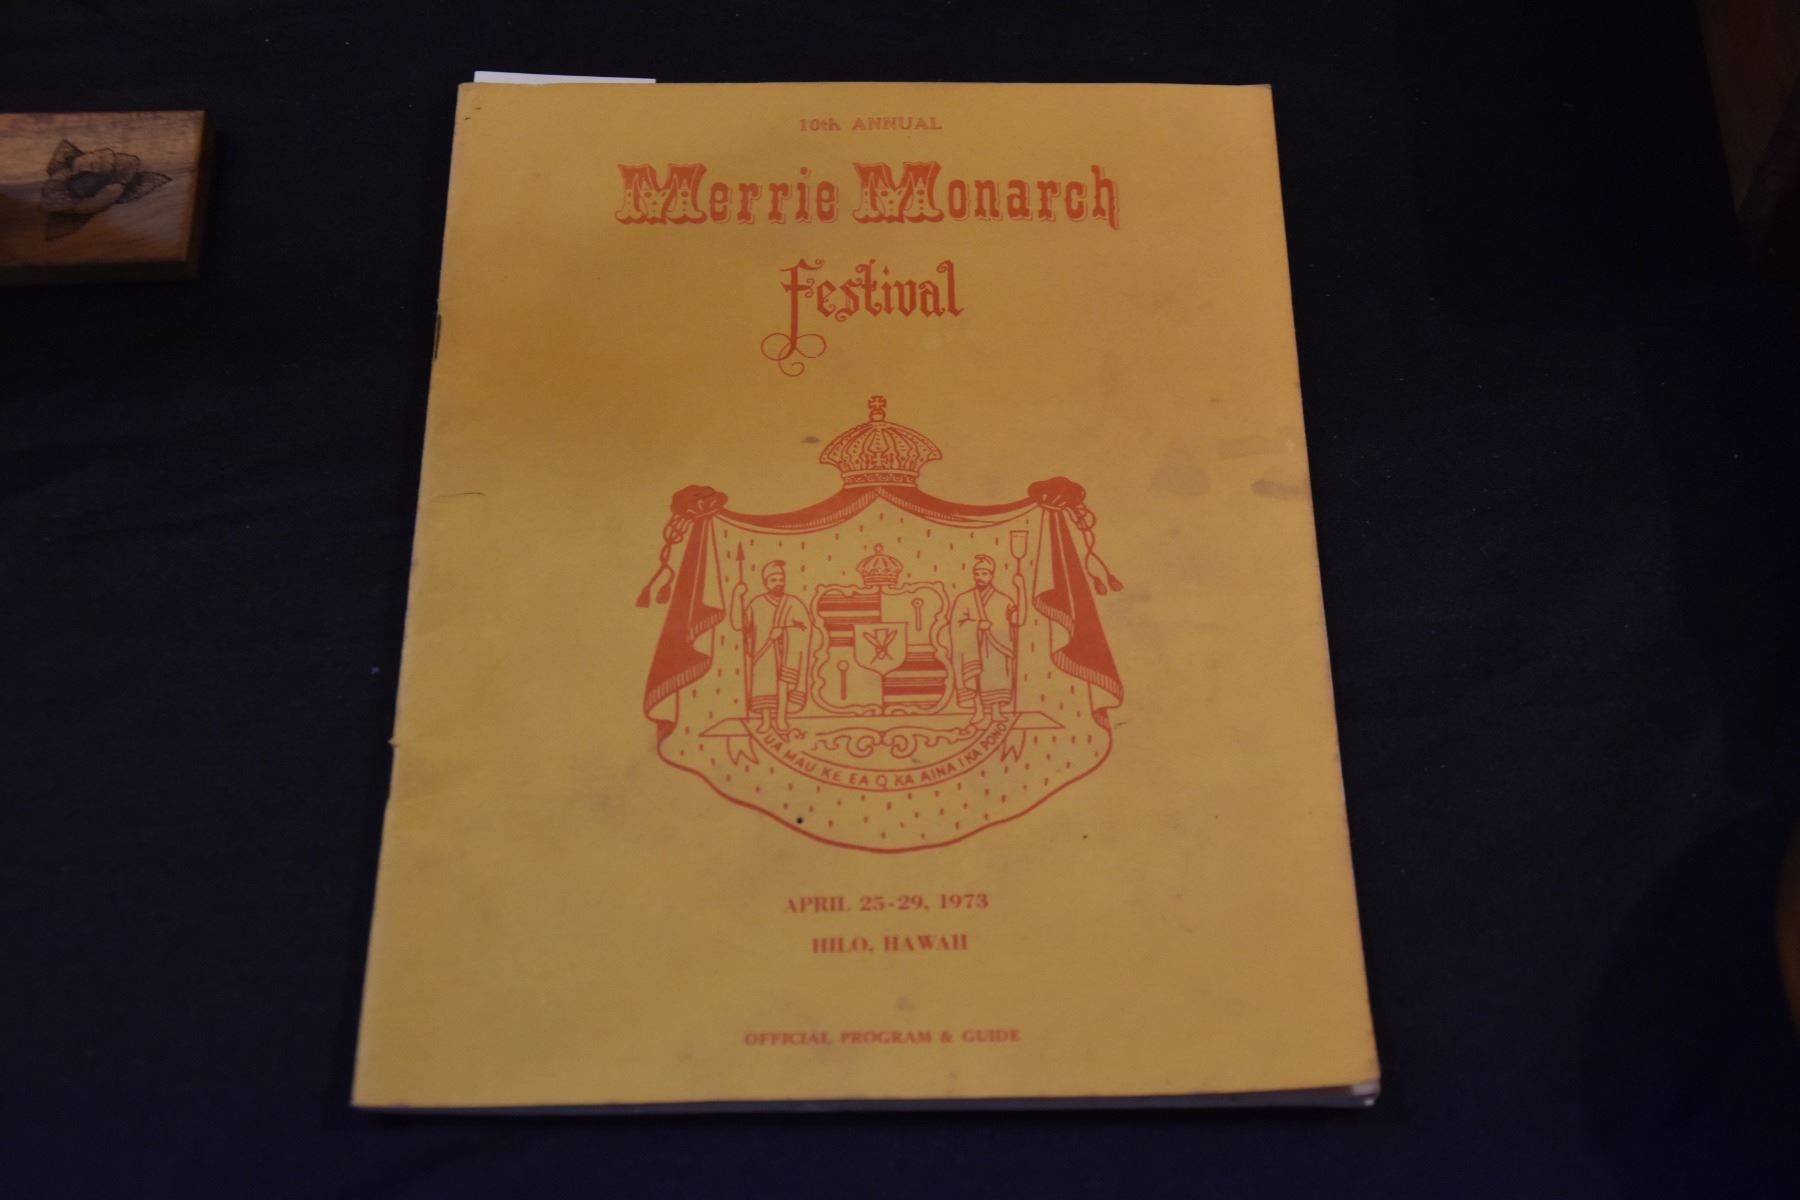 10th ANNUAL
Merrie Monarch
Festival
UA MAU KE EA O KA AINA I KA PONO
APRIL 25-29, 1973
HILO, HAWAII
OFFICIAL PROGRAM & GUIDE